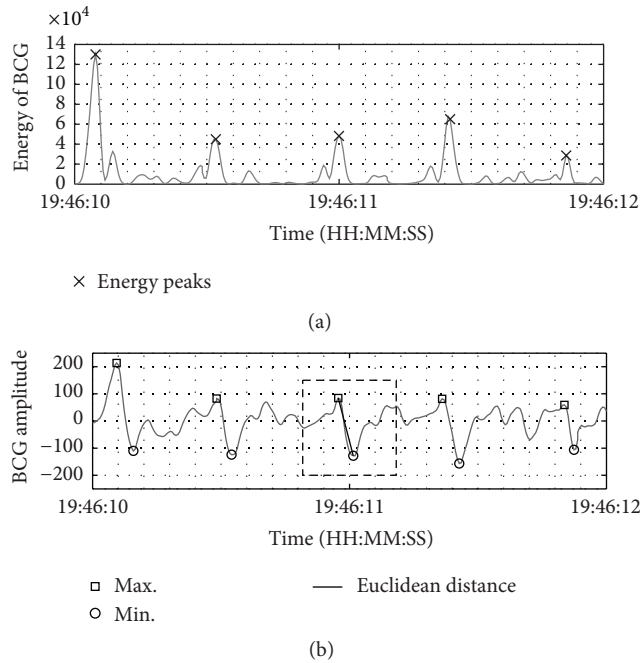 ×10⁴
14
12
10
8
6
4
2
0
Energy of BCG
19:46:10 19:46:11 19:46:12
Time (HH:MM:SS)
× Energy peaks
(a)
200
100
0
−100
−200
BCG amplitude
19:46:10 19:46:11 19:46:12
Time (HH:MM:SS)
Max. Euclidean distance
Min.
(b)